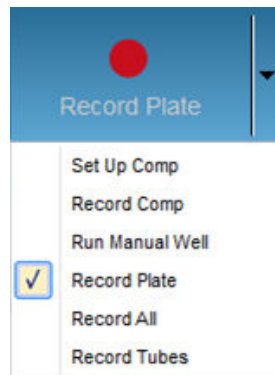 Record Plate
Set Up Comp
Record Comp
Run Manual Well
Record Plate
Record All
Record Tubes